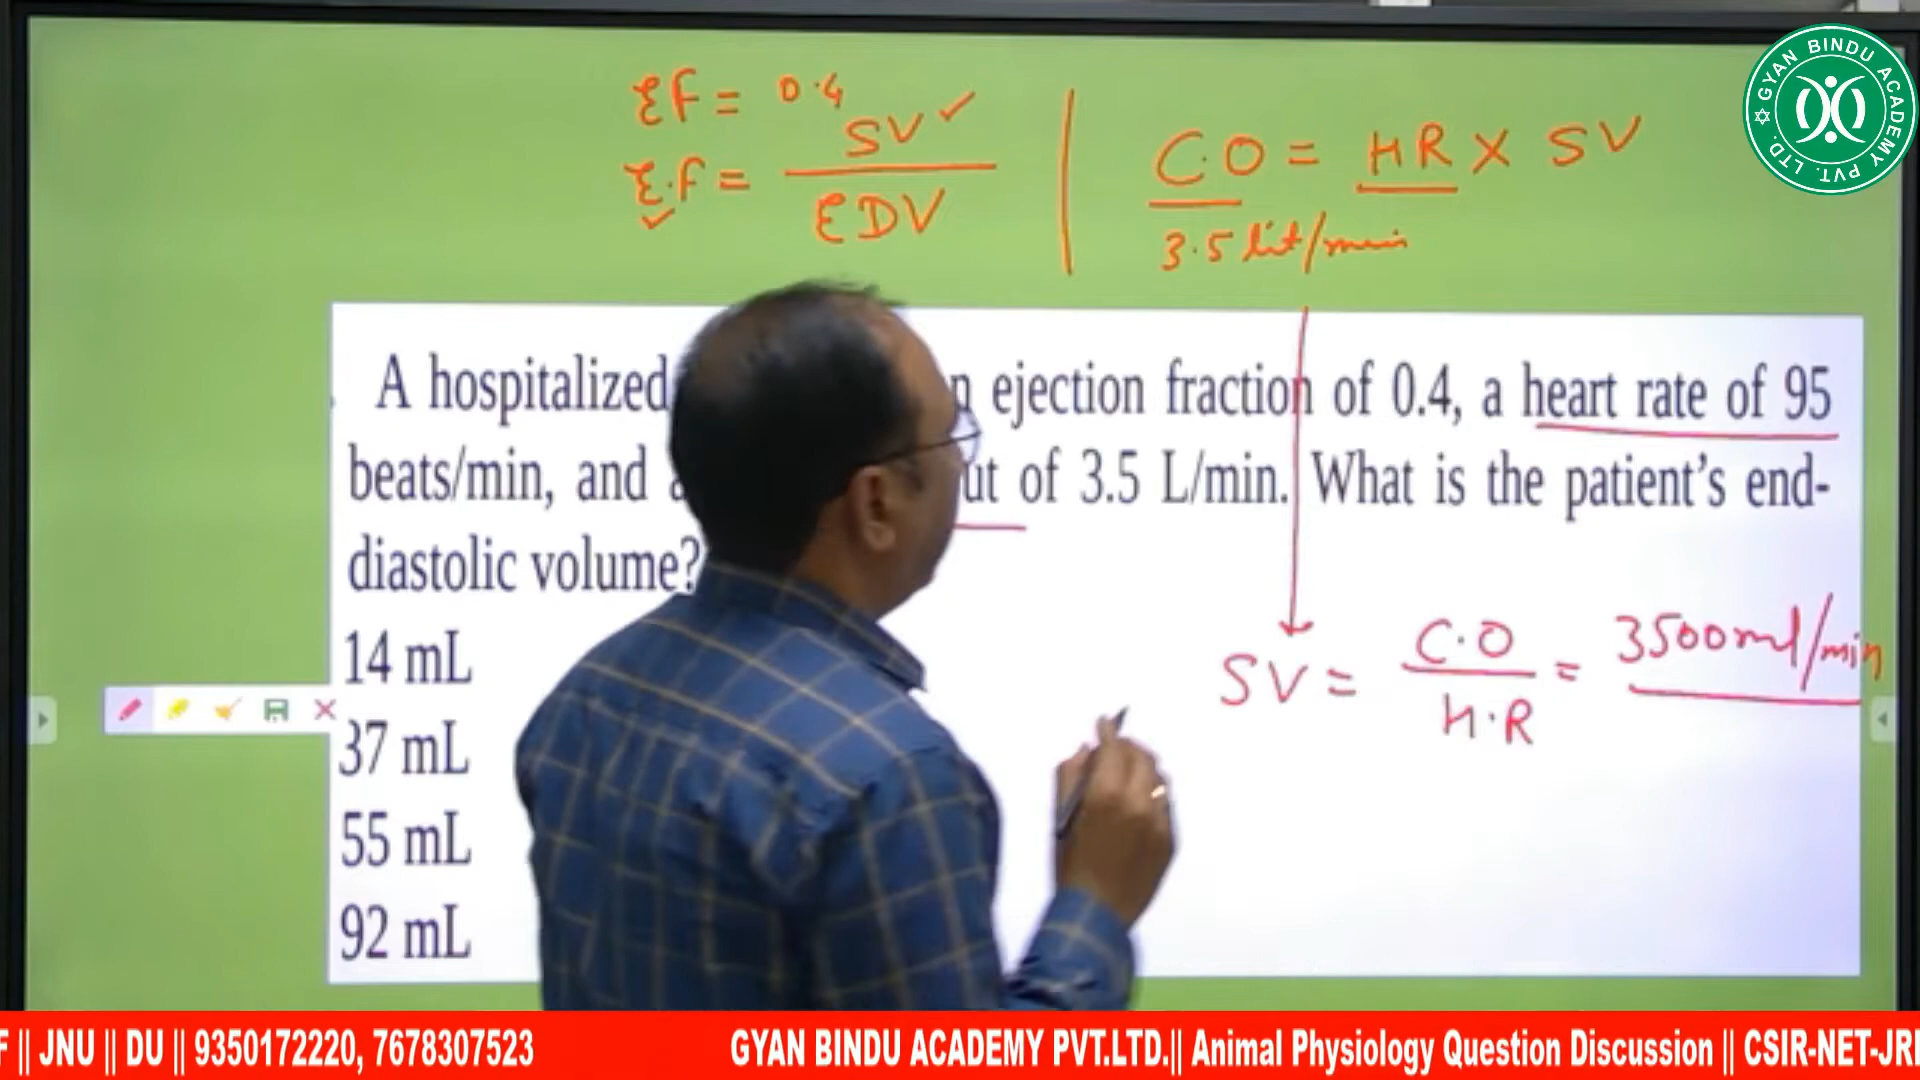 EF = 0.4
E.F = SV / EDV
C.O = HR X SV
3.5 lit/min
A hospitalized n ejection fraction of 0.4, a heart rate of 95
beats/min, and a ut of 3.5 L/min. What is the patient's end-
diastolic volume?
SV = C.O / H.R = 3500ml/min
14 mL
37 mL
55 mL
92 mL
GYAN BINDU ACADEMY PVT. LTD.
F || JNU || DU || 9350172220, 7678307523 GYAN BINDU ACADEMY PVT.LTD.|| Animal Physiology Question Discussion || CSIR-NET-JRF